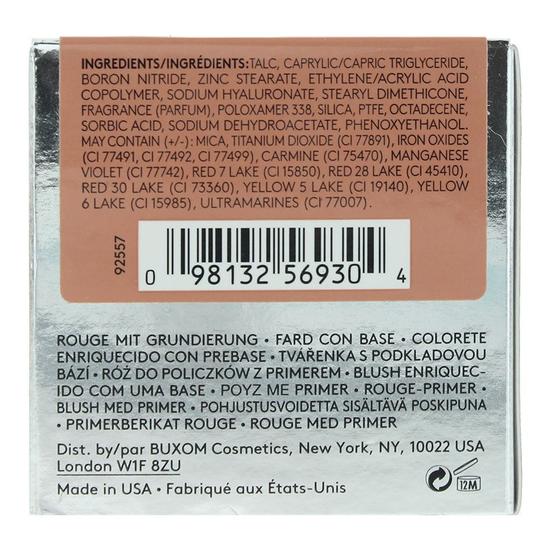 INGREDIENTS/INGRÉDIENTS: TALC, CAPRYLIC/CAPRIC TRIGLYCERIDE,
BORON NITRIDE, ZINC STEARATE, ETHYLENE/ACRYLIC ACID
COPOLYMER, SODIUM HYALURONATE, STEARYL DIMETHICONE,
FRAGRANCE (PARFUM), POLOXAMER 338, SILICA, PTFE, OCTADECENE,
SORBIC ACID, SODIUM DEHYDROACETATE, PHENOXYETHANOL.
MAY CONTAIN (+/-): MICA, TITANIUM DIOXIDE (CI 77891), IRON OXIDES
(CI 77491, CI 77492, CI 77499), CARMINE (CI 75470), MANGANESE
VIOLET (CI 77742), RED 7 LAKE (CI 15850), RED 28 LAKE (CI 45410),
RED 30 LAKE (CI 73360), YELLOW 5 LAKE (CI 19140), YELLOW
6 LAKE (CI 15985), ULTRAMARINES (CI 77007).
92557
0 98132 56930 4
ROUGE MIT GRUNDIERUNG • FARD CON BASE • COLORETE
ENRIQUECIDO CON PREBASE • TVÁŘENKA S PODKLADOVOU
BÁZÍ • RÓŻ DO POLICZKÓW Z PRIMEREM • BLUSH ENRIQUEC-
IDO COM UMA BASE • ΡΟΥΖ ΜΕ PRIMER • ROUGE-PRIMER •
BLUSH MED PRIMER • POHJUSTUSVOIDETTA SISÄLTÄVÄ POSKIPUNA
• PRIMERBERIKAT ROUGE • ROUGE MED PRIMER
Dist. by/par BUXOM Cosmetics, New York, NY, 10022 USA
London W1F 8ZU
Made in USA • Fabriqué aux États-Unis
12M